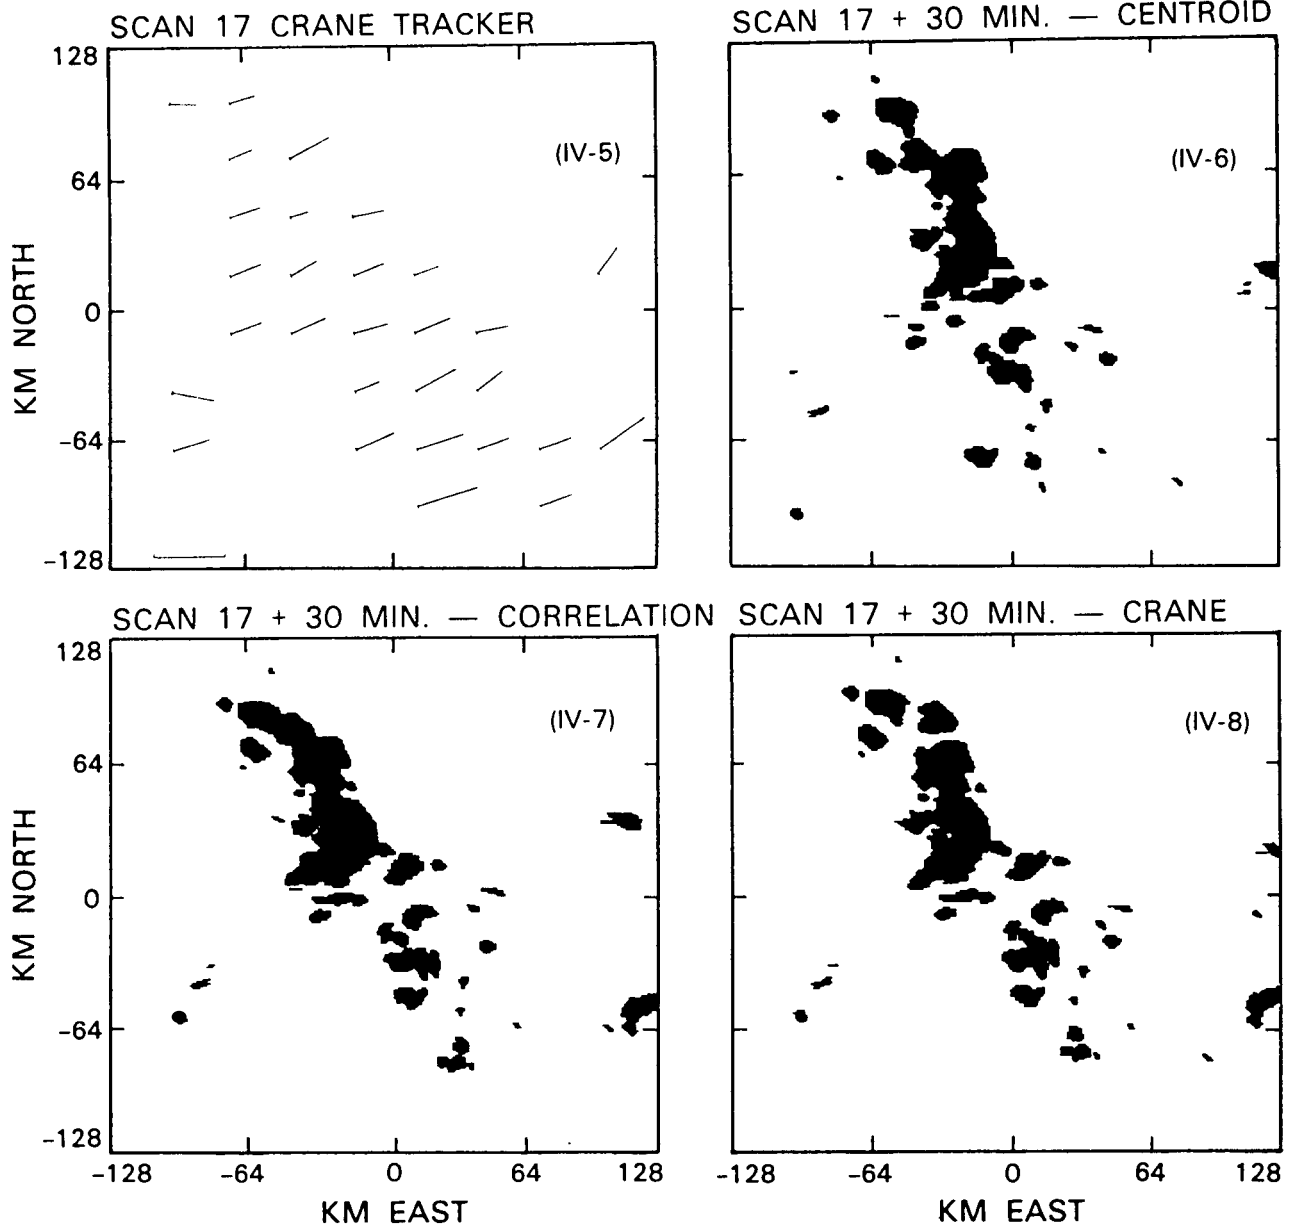 SCAN 17 CRANE TRACKER
SCAN 17 + 30 MIN. — CENTROID
128
(IV-5)
(IV-6)
64
KM NORTH
0
−64
−128
SCAN 17 + 30 MIN. — CORRELATION
SCAN 17 + 30 MIN. — CRANE
128
(IV-7)
(IV-8)
64
KM NORTH
0
−64
−128
−128 −64 0 64 128
−128 −64 0 64 128
KM EAST
KM EAST